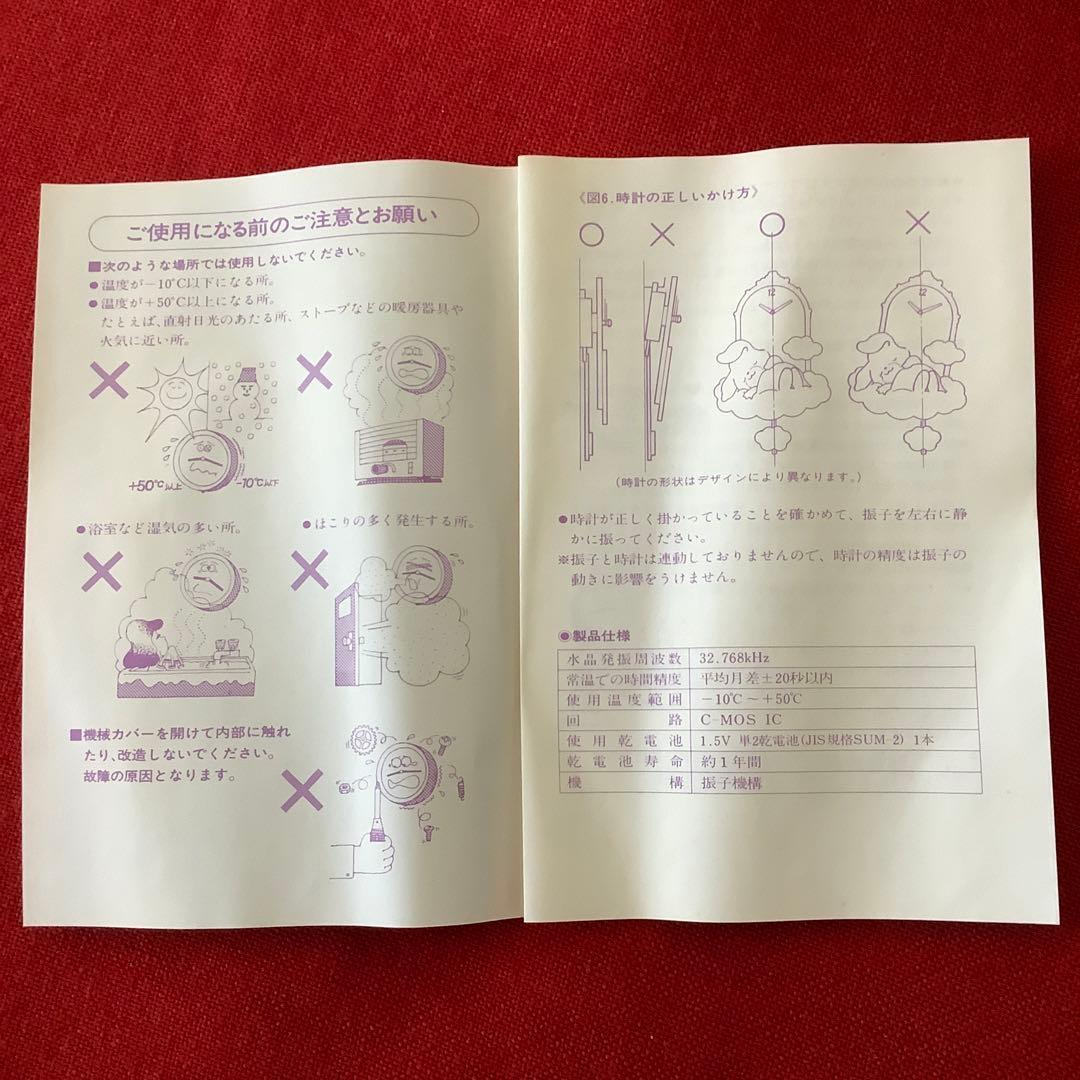 ご使用になる前のご注意とお願い
■次のような場所では使用しないでください。
●温度が−10℃以下になる所。
●温度が+50℃以上になる所。
たとえば、直射日光のあたる所、ストーブなどの暖房器具や
火気に近い所。
+50℃以上
-10℃以下
●浴室など湿気の多い所。
●ほこりの多く発生する所。
■機械カバーを開けて内部に触れ
たり、改造しないでください。
故障の原因となります。
《図6.時計の正しいかけ方》
12
12
(時計の形状はデザインにより異なります。)
●時計が正しく掛かっていることを確かめて、振子を左右に静
かに振ってください。
※振子と時計は連動しておりませんので、時計の精度は振子の
動きに影響をうけません。
◉製品仕様
水晶発振周波数 32.768kHz
常温での時間精度 平均月差±20秒以内
使用温度範囲 −10℃〜+50℃
回路 C-MOS IC
使用乾電池 1.5V 単2乾電池(JIS規格SUM-2) 1本
乾電池寿命 約1年間
機構 振子機構